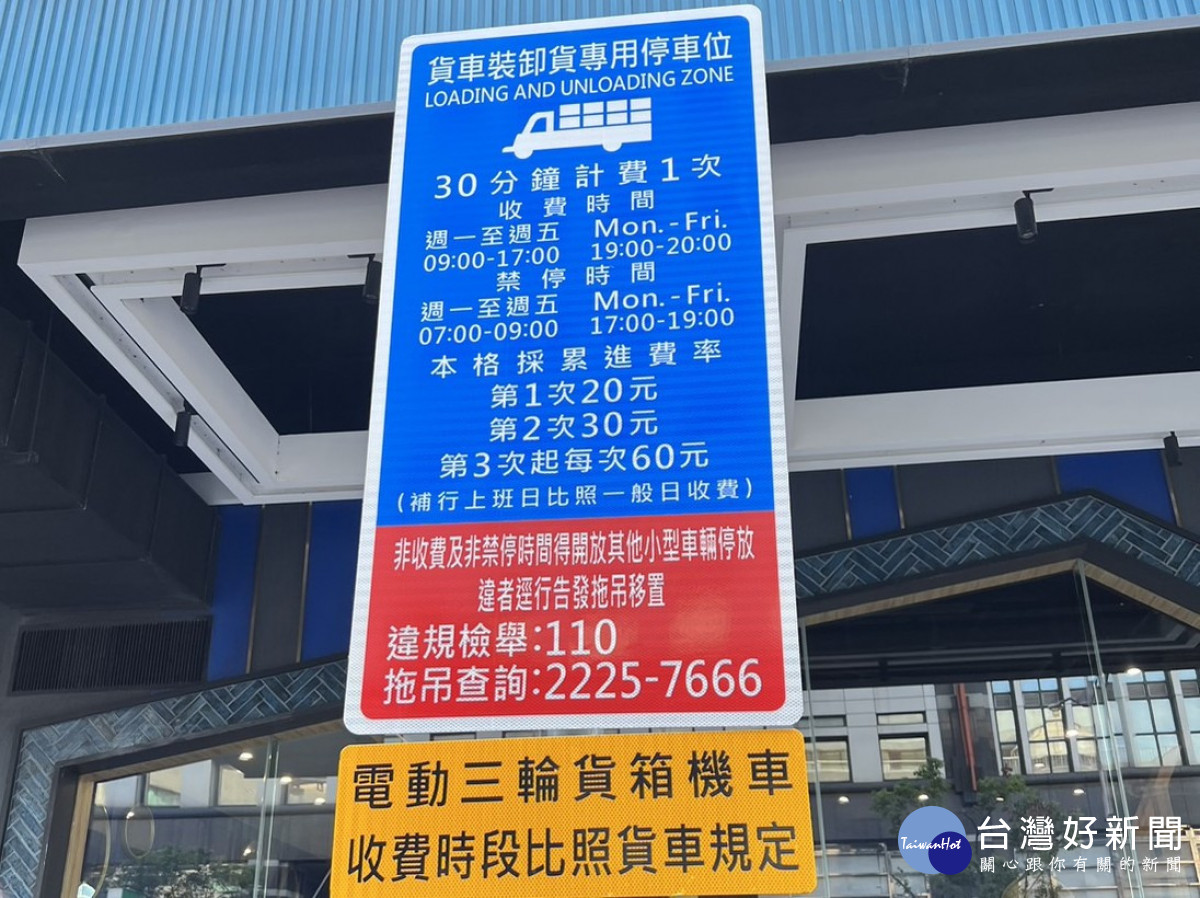 貨車裝卸貨專用停車位
LOADING AND UNLOADING ZONE
30分鐘計費1次
收費時間
週一至週五 Mon.-Fri.
09:00-17:00 19:00-20:00
禁停時間
週一至週五 Mon.-Fri.
07:00-09:00 17:00-19:00
本格採累進費率
第1次20元
第2次30元
第3次起每次60元
(補行上班日比照一般日收費)
非收費及非禁停時間得開放其他小型車輛停放
違者逕行告發拖吊移置
違規檢舉:110
拖吊查詢:2225-7666
電動三輪貨箱機車
收費時段比照貨車規定
TaiwanHot
台灣好新聞
關心跟你有關的新聞